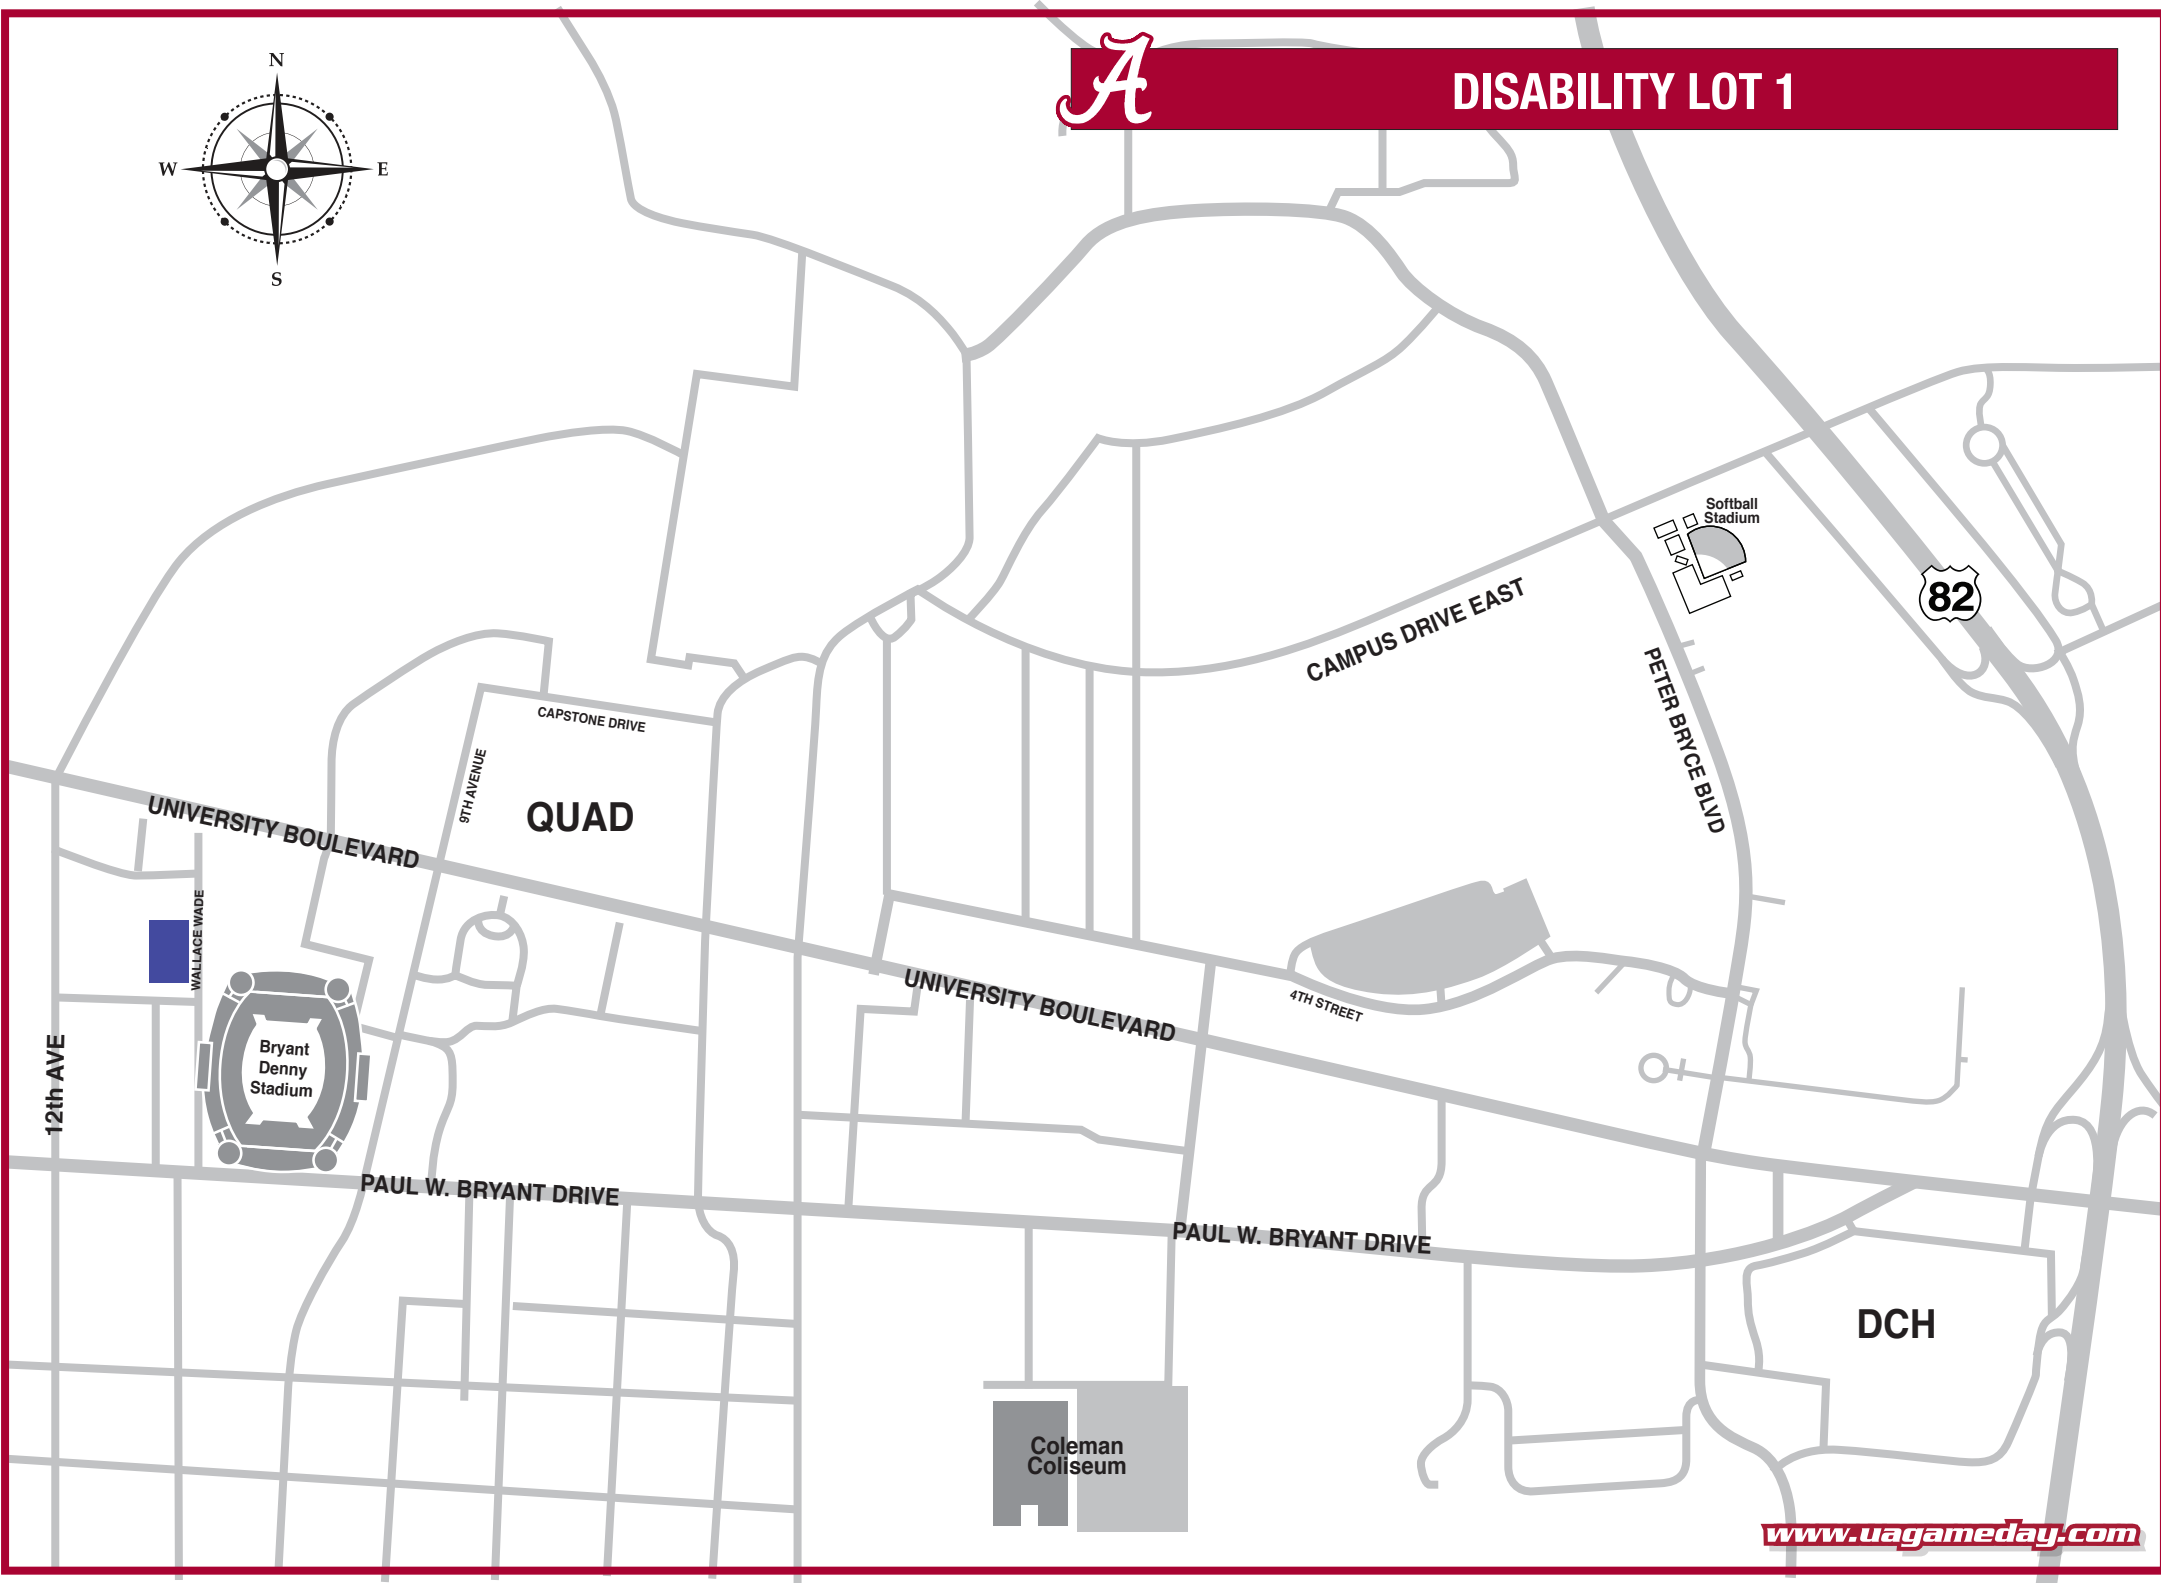 N
W
E
S
A
DISABILITY LOT 1
Softball
Stadium
82
CAMPUS DRIVE EAST
PETER BRYCE BLVD
CAPSTONE DRIVE
9TH AVENUE
QUAD
UNIVERSITY BOULEVARD
WALLACE WADE
UNIVERSITY BOULEVARD
4TH STREET
12th AVE
Bryant
Denny
Stadium
PAUL W. BRYANT DRIVE
PAUL W. BRYANT DRIVE
DCH
Coleman
Coliseum
www.uagameday.com